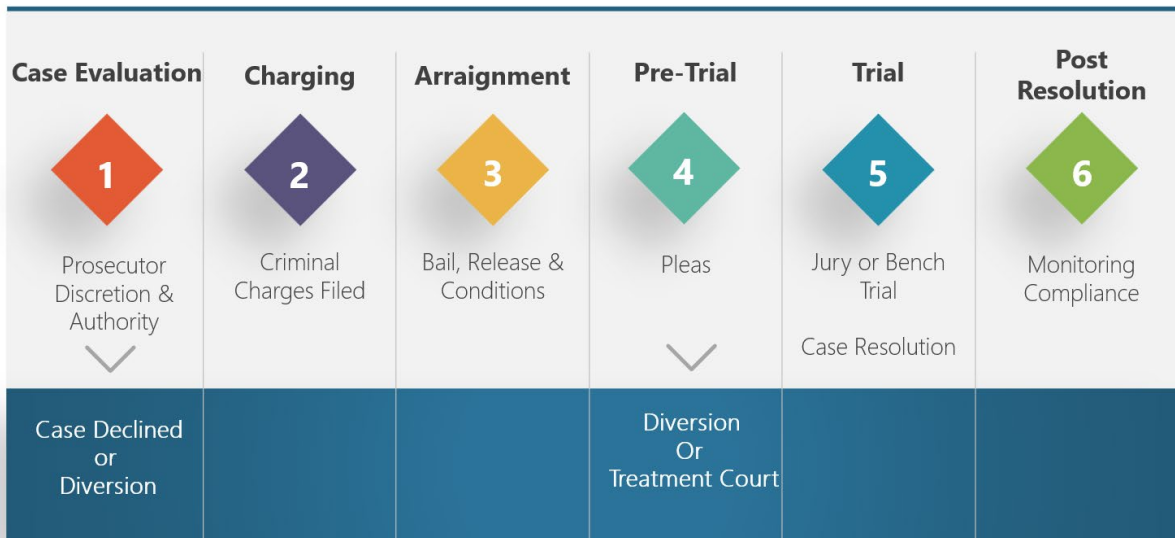 Case Evaluation
1
Prosecutor
Discretion &
Authority
Case Declined
or
Diversion
Charging
2
Criminal
Charges Filed
Arraignment
3
Bail, Release &
Conditions
Pre-Trial
4
Pleas
Diversion
Or
Treatment Court
Trial
5
Jury or Bench
Trial
Case Resolution
Post
Resolution
6
Monitoring
Compliance